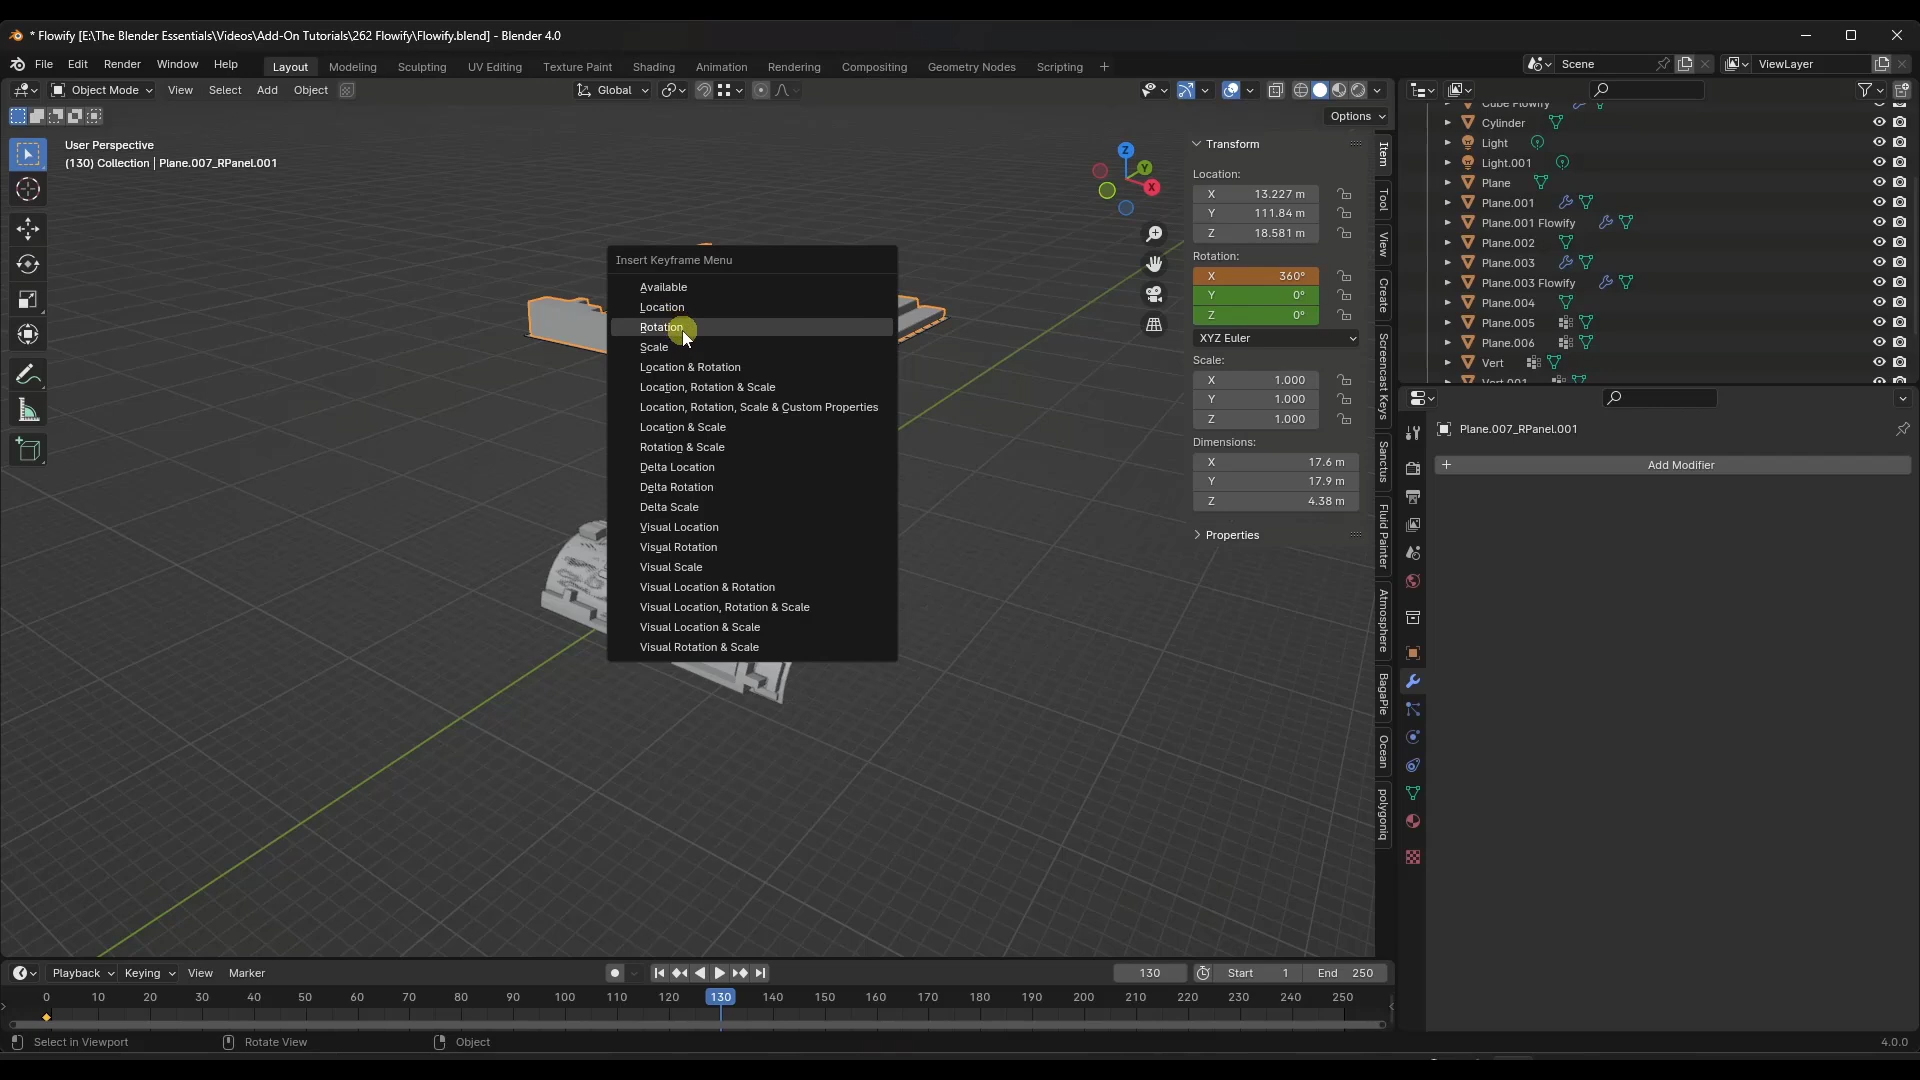 * Flowify [E:\The Blender Essentials\Videos\Add-On Tutorials\262 Flowify\Flowify.blend] - Blender 4.0
File Edit Render Window Help Layout Modeling Sculpting UV Editing Texture Paint Shading Animation Rendering Compositing Geometry Nodes Scripting + Scene ViewLayer
Object Mode View Select Add Object Global
Options
User Perspective
(130) Collection | Plane.007_RPanel.001
Insert Keyframe Menu
Available
Location
Rotation
Scale
Location & Rotation
Location, Rotation & Scale
Location, Rotation, Scale & Custom Properties
Location & Scale
Rotation & Scale
Delta Location
Delta Rotation
Delta Scale
Visual Location
Visual Rotation
Visual Scale
Visual Location & Rotation
Visual Location, Rotation & Scale
Visual Location & Scale
Visual Rotation & Scale
Z
Y
X
Transform
Location:
X 13.227 m
Y 111.84 m
Z 18.581 m
Rotation:
X 360°
Y 0°
Z 0°
XYZ Euler
Scale:
X 1.000
Y 1.000
Z 1.000
Dimensions:
X 17.6 m
Y 17.9 m
Z 4.38 m
Properties
Item
Tool
View
Create
Screencast Keys
Sanctus
Fluid Painter
Atmosphere
BagaPie
Ocean
polygoniq
Cube Flowify
Cylinder
Light
Light.001
Plane
Plane.001
Plane.001 Flowify
Plane.002
Plane.003
Plane.003 Flowify
Plane.004
Plane.005
Plane.006
Vert
Vert.001
Plane.007_RPanel.001
+ Add Modifier
Playback Keying View Marker 130 Start 1 End 250
0 10 20 30 40 50 60 70 80 90 100 110 120 130 140 150 160 170 180 190 200 210 220 230 240 250
Select in Viewport Rotate View Object 4.0.0